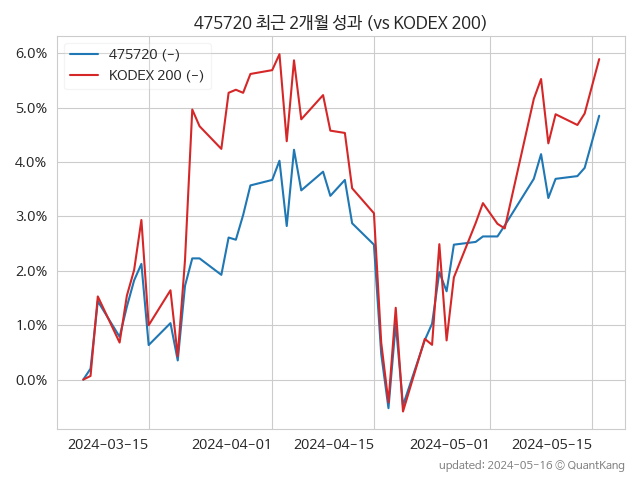 475720 최근 2개월 성과 (vs KODEX 200)
475720 (-)
KODEX 200 (-)
6.0%
5.0%
4.0%
3.0%
2.0%
1.0%
0.0%
2024-03-15 2024-04-01 2024-04-15 2024-05-01 2024-05-15
updated: 2024-05-16 © QuantKang